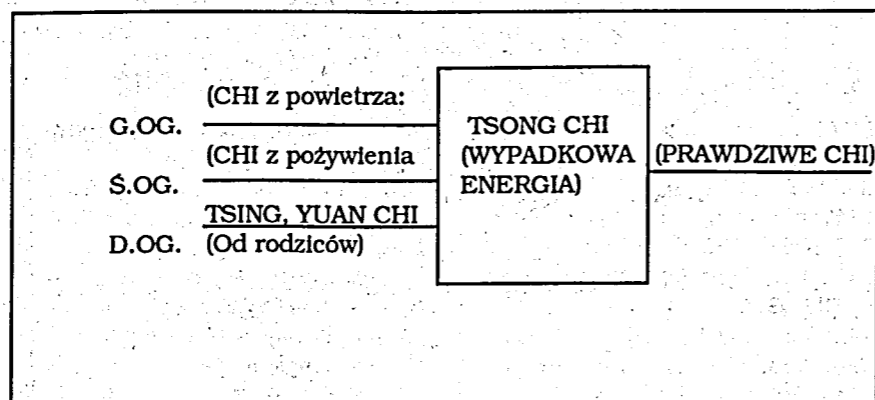 (CHI z powietrza:
G.OG.
(CHI z pożywienia
Ś.OG.
TSING, YUAN CHI
D.OG. (Od rodziców)
TSONG CHI
(WYPADKOWA
ENERGIA)
(PRAWDZIWE CHI)